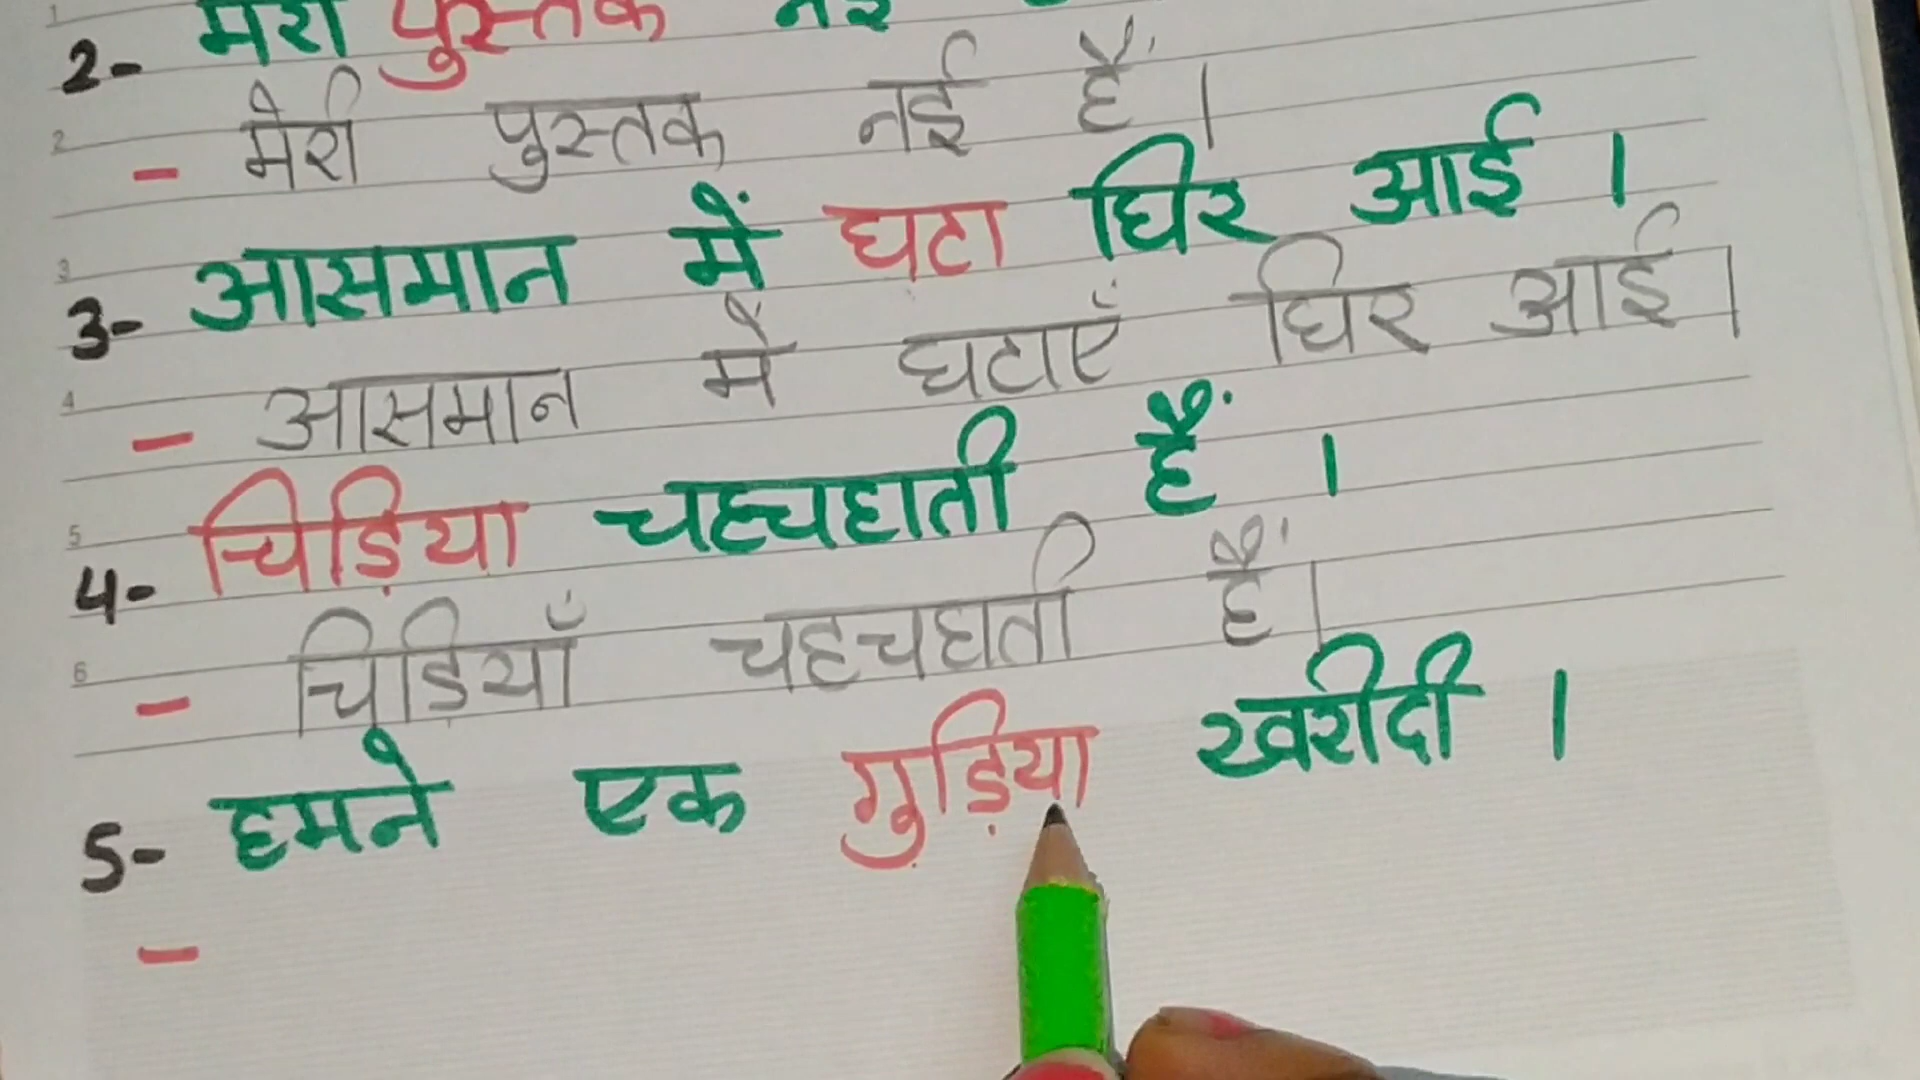 2- मेरी पुस्तक नई
- मेरी पुस्तक नई हैं।
3- आसमान में घटा घिर आई ।
- आसमान में घटाएँ घिर आई।
4- चिड़िया चहचहाती हैं ।
- चिड़ियाँ चहचहाती हैं।
5- हमने एक गुड़िया खरीदी ।
-